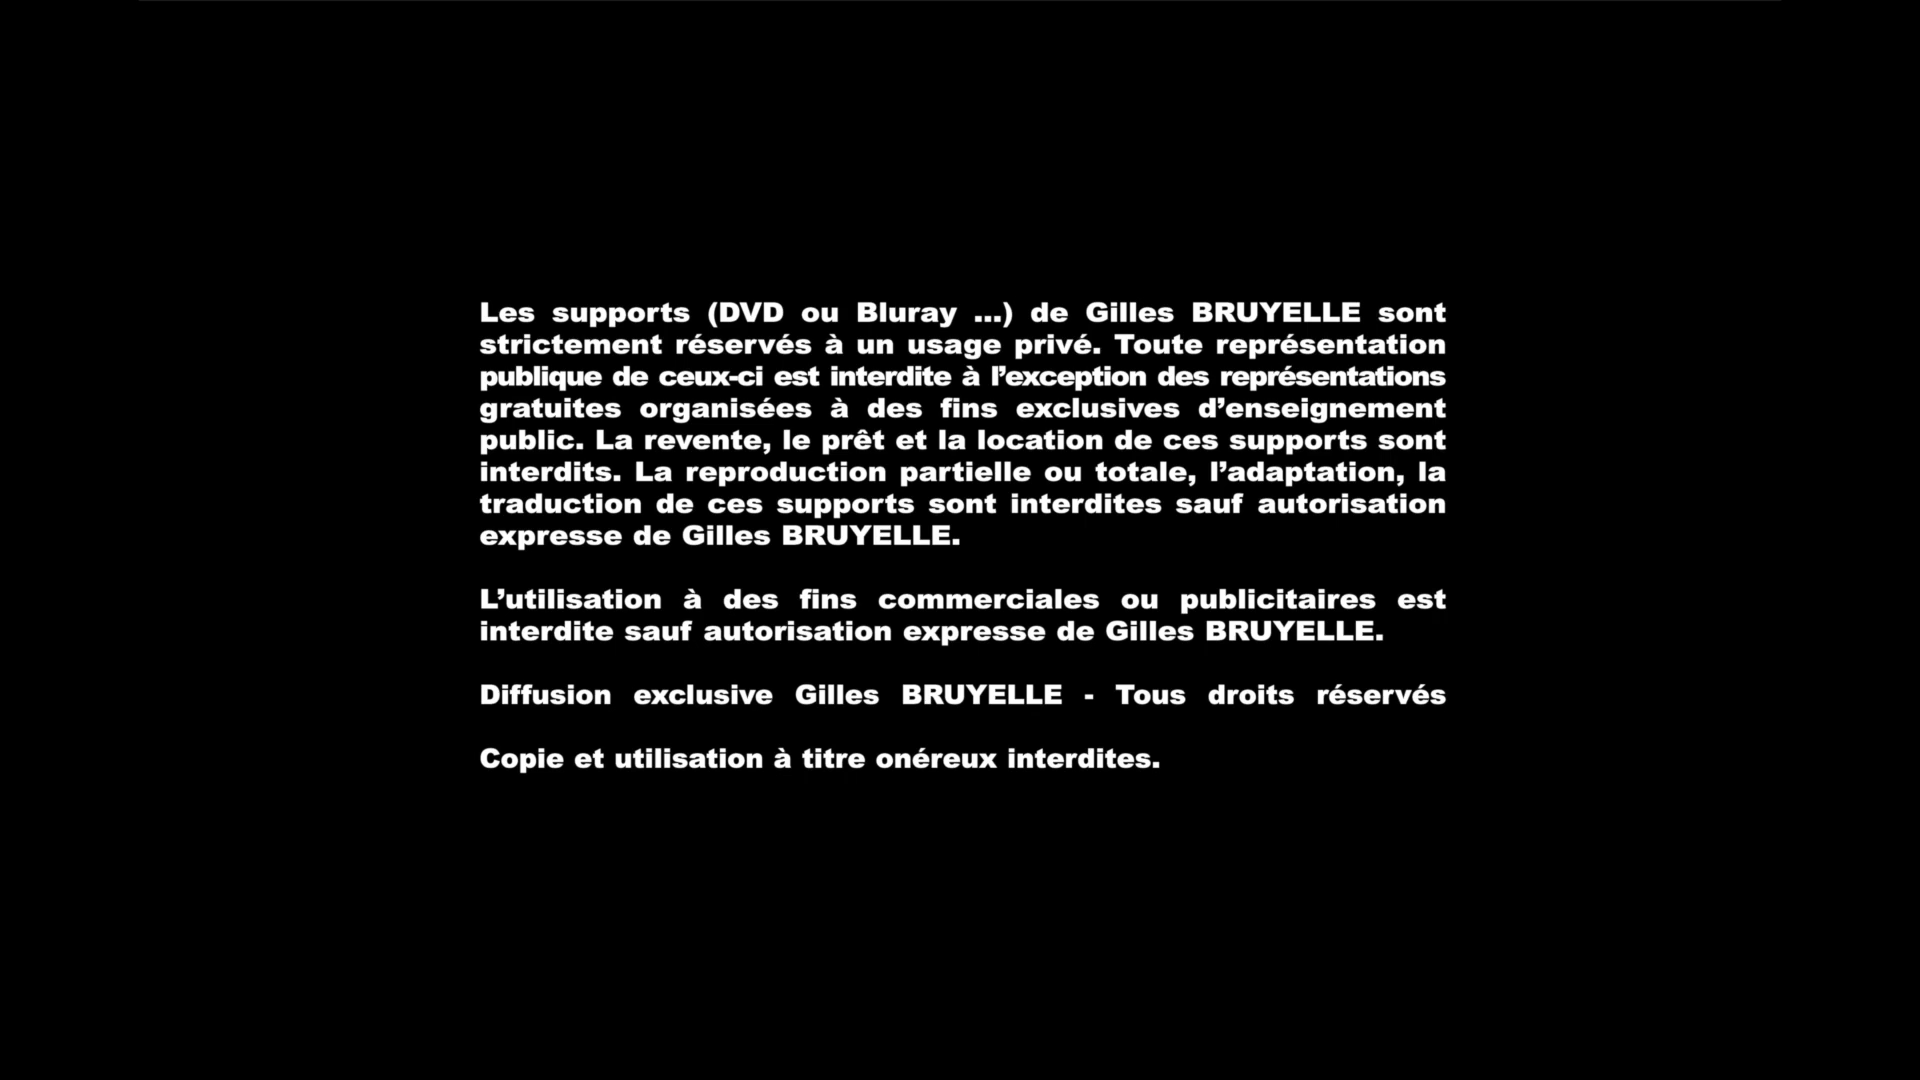 Les supports (DVD ou Bluray ...) de Gilles BRUYELLE sont
strictement réservés à un usage privé. Toute représentation
publique de ceux-ci est interdite à l’exception des représentations
gratuites organisées à des fins exclusives d’enseignement
public. La revente, le prêt et la location de ces supports sont
interdits. La reproduction partielle ou totale, l’adaptation, la
traduction de ces supports sont interdites sauf autorisation
expresse de Gilles BRUYELLE.
L’utilisation à des fins commerciales ou publicitaires est
interdite sauf autorisation expresse de Gilles BRUYELLE.
Diffusion exclusive Gilles BRUYELLE - Tous droits réservés
Copie et utilisation à titre onéreux interdites.